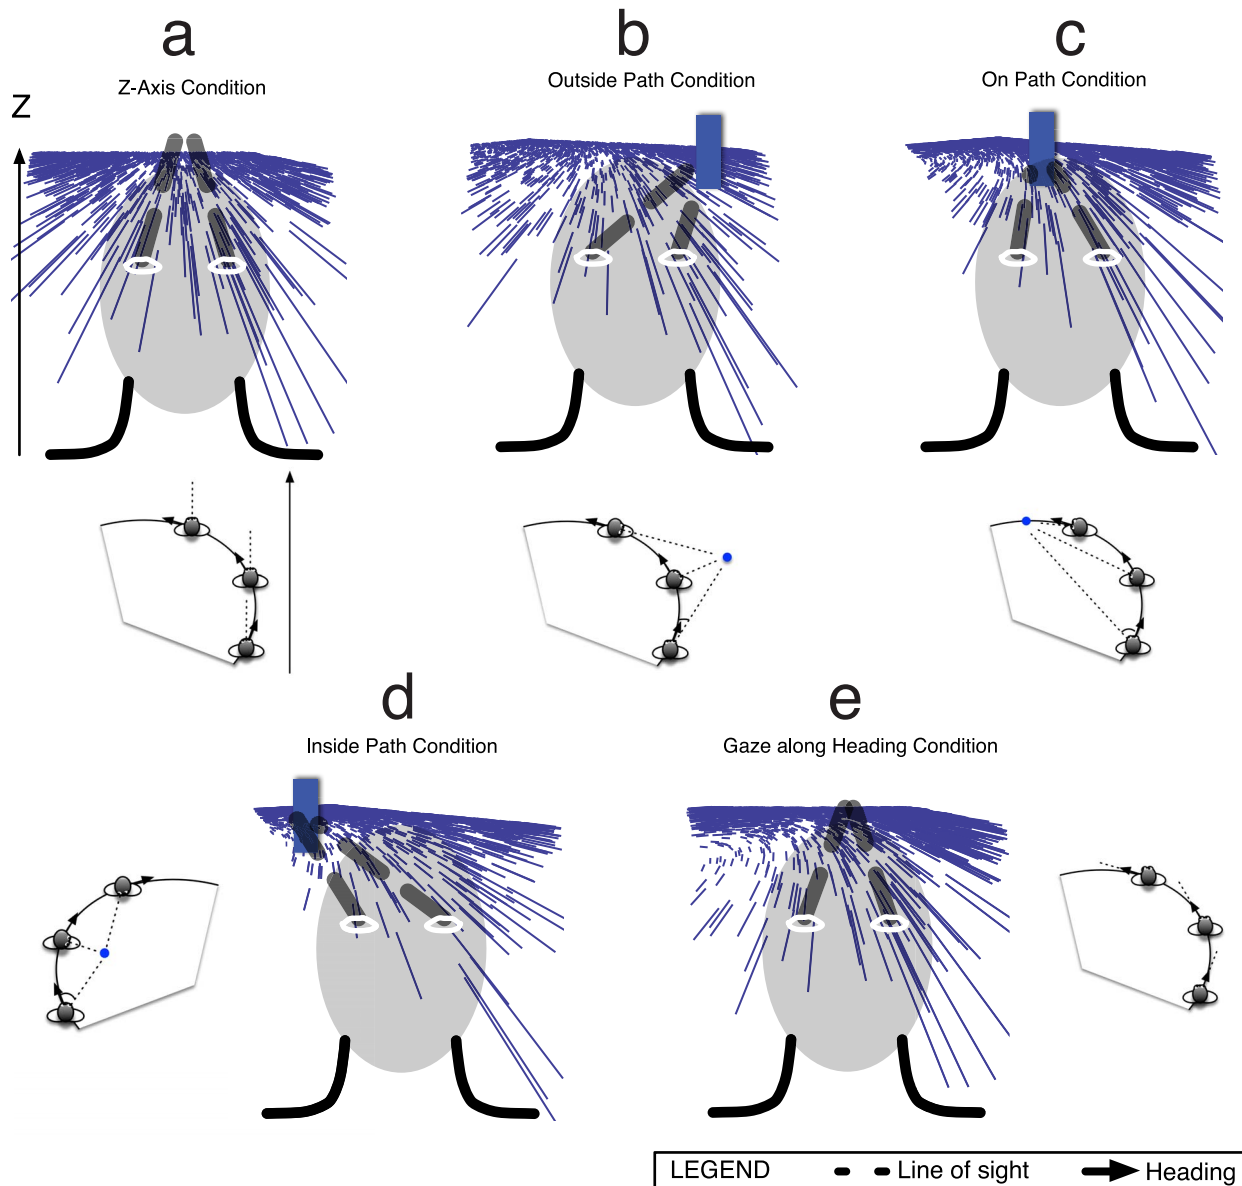 a
b
c
Z-Axis Condition
Outside Path Condition
On Path Condition
Z
d
e
Inside Path Condition
Gaze along Heading Condition
LEGEND Line of sight Heading